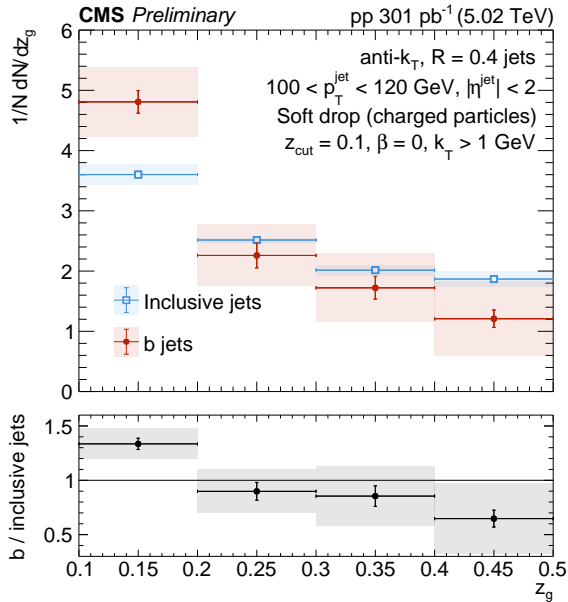 CMS Preliminary
pp 301 pb⁻¹ (5.02 TeV)
1/N dN/dz_g
6
5
4
3
2
1
0
anti-k_T, R = 0.4 jets
100 < p_T^jet < 120 GeV, |η^jet| < 2
Soft drop (charged particles)
z_cut = 0.1, β = 0, k_T > 1 GeV
Inclusive jets
b jets
b / inclusive jets
1.5
1
0.5
0.1 0.15 0.2 0.25 0.3 0.35 0.4 0.45 0.5
z_g